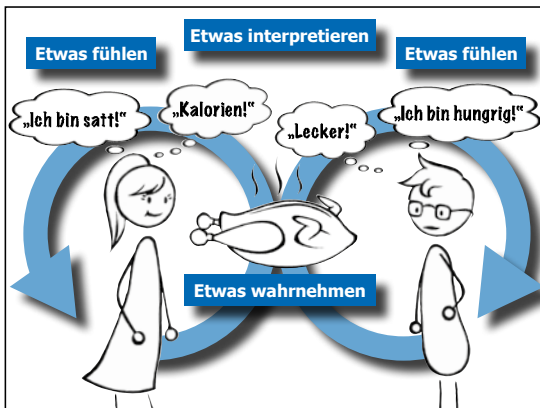 Etwas interpretieren
Etwas fühlen
Etwas fühlen
„Ich bin satt!“
„Kalorien!“
„Lecker!“
„Ich bin hungrig!“
Etwas wahrnehmen